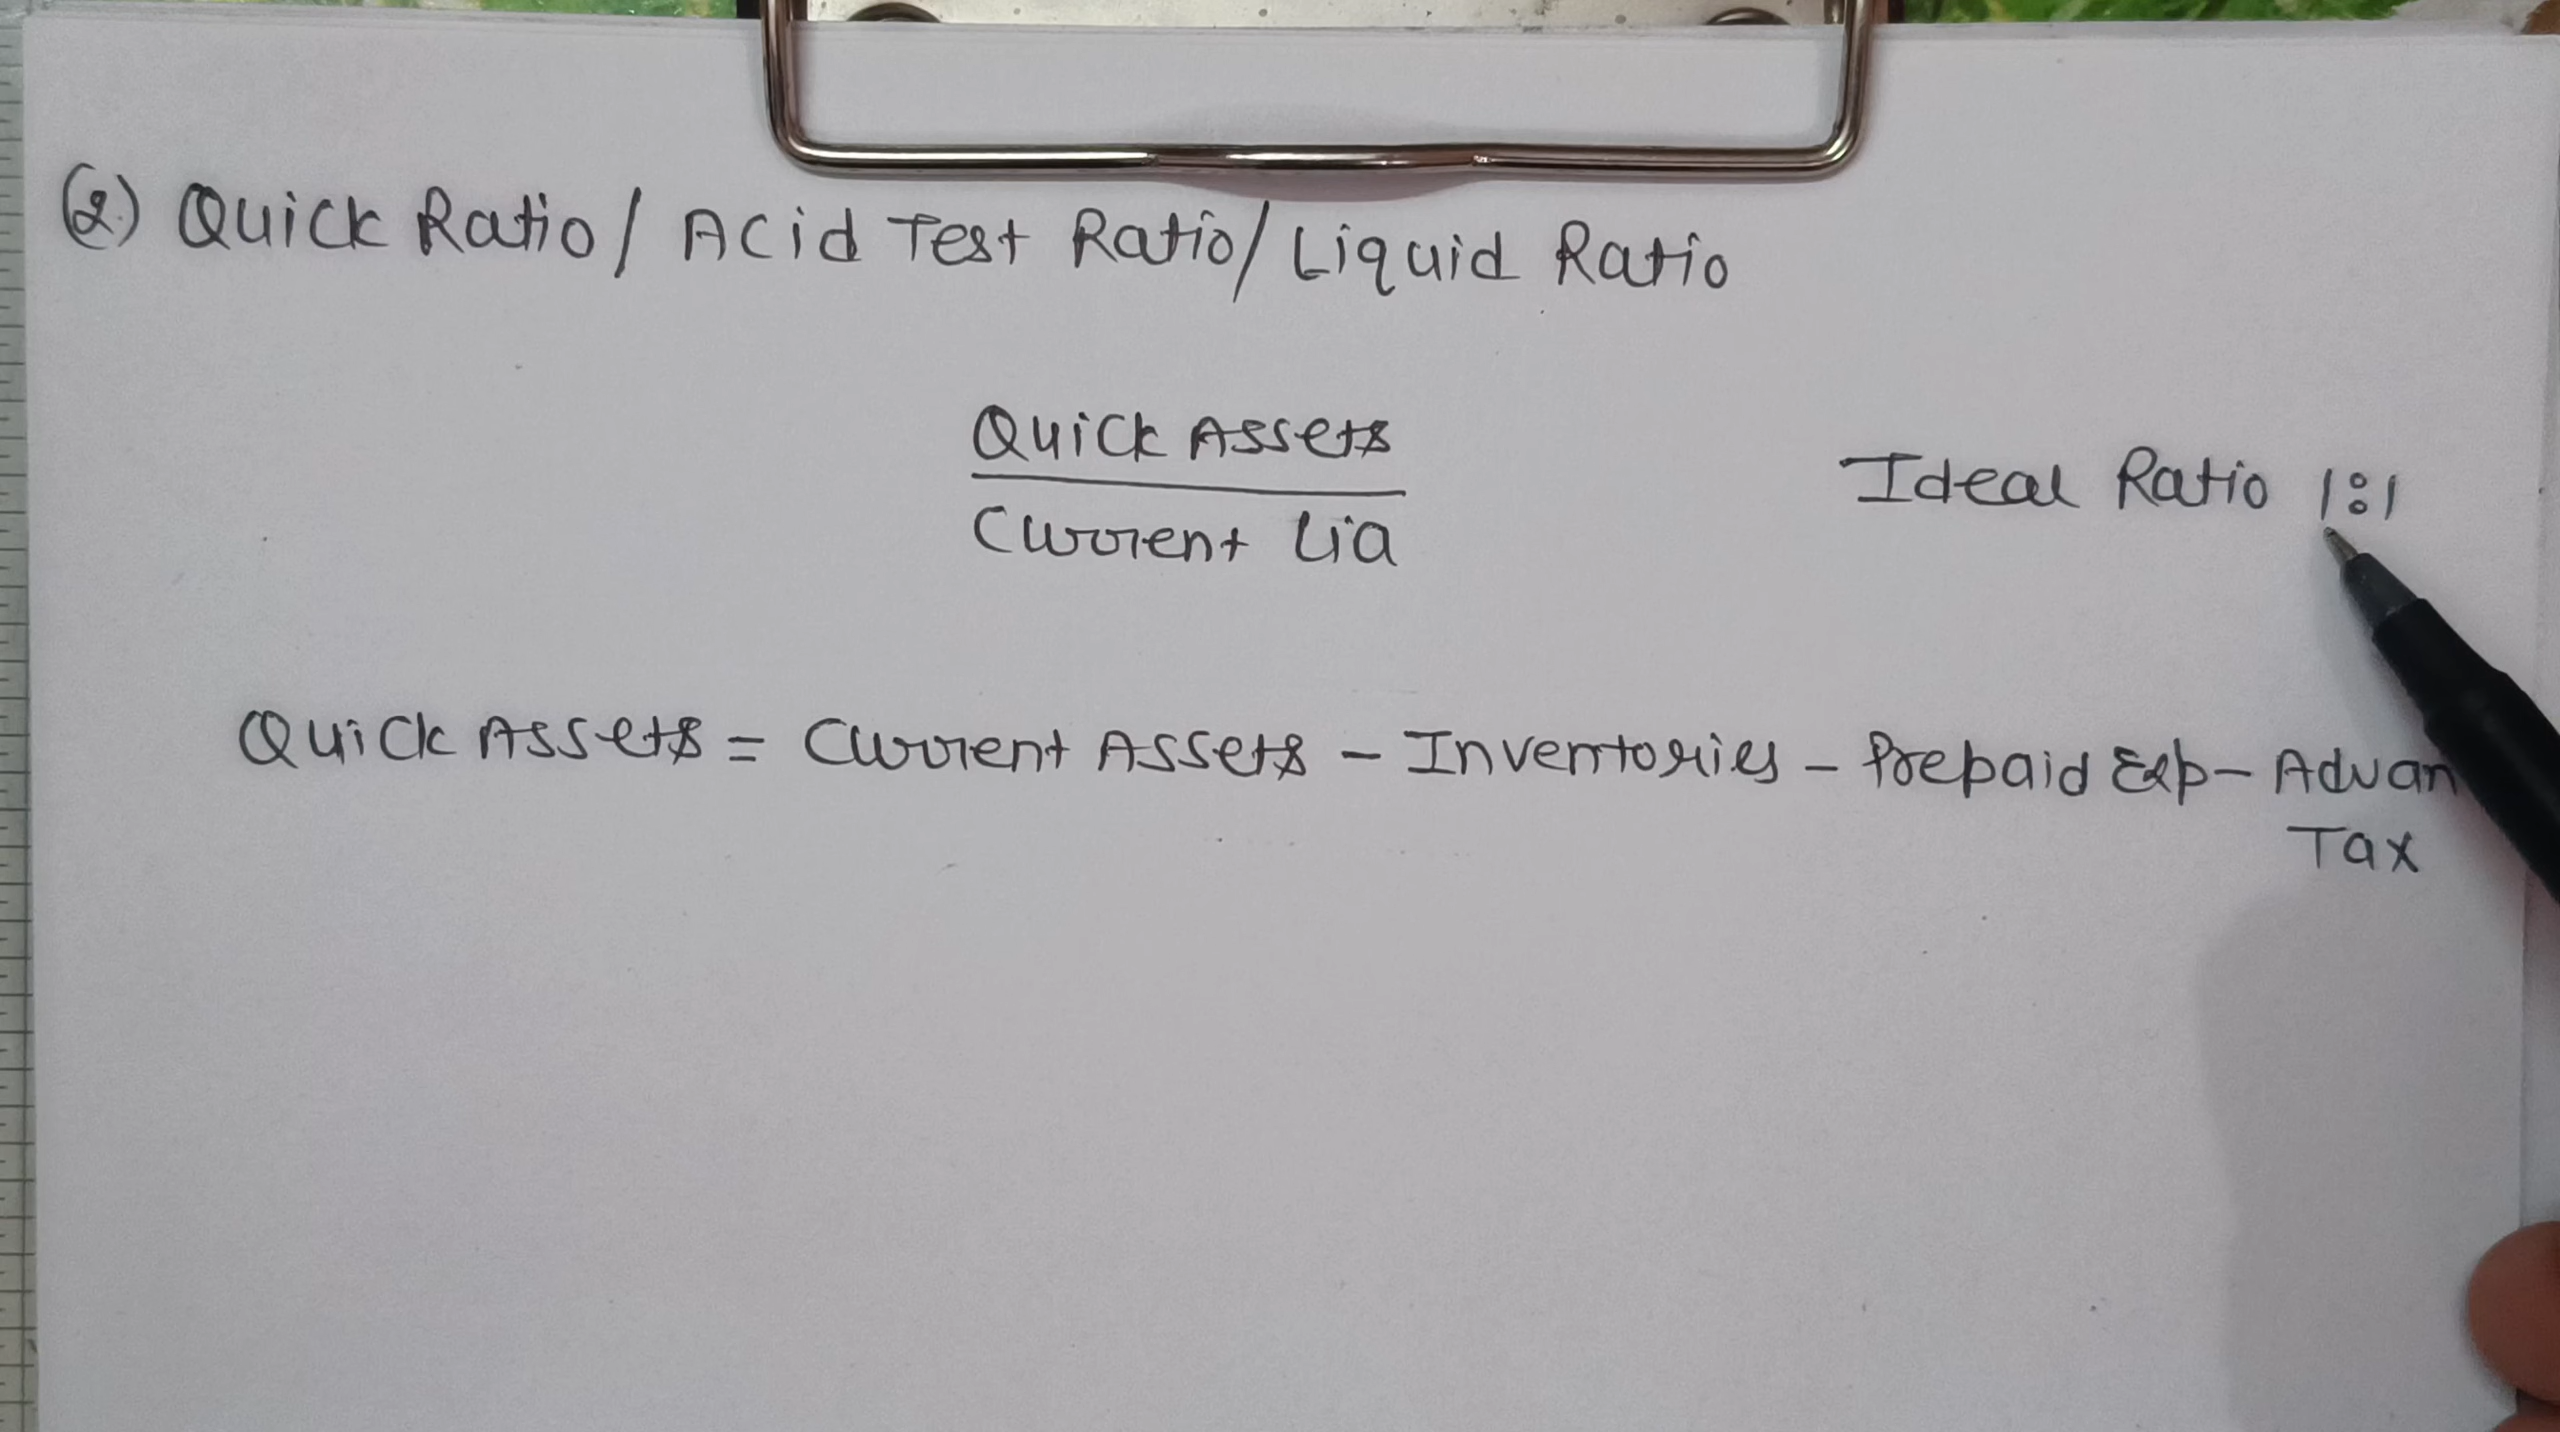 (2) Quick Ratio/ Acid Test Ratio/ Liquid Ratio
Quick Assets
Current Lia
Ideal Ratio 1:1
Quick Assets = Current Assets - Inventories - Prepaid Exp - Advan
Tax